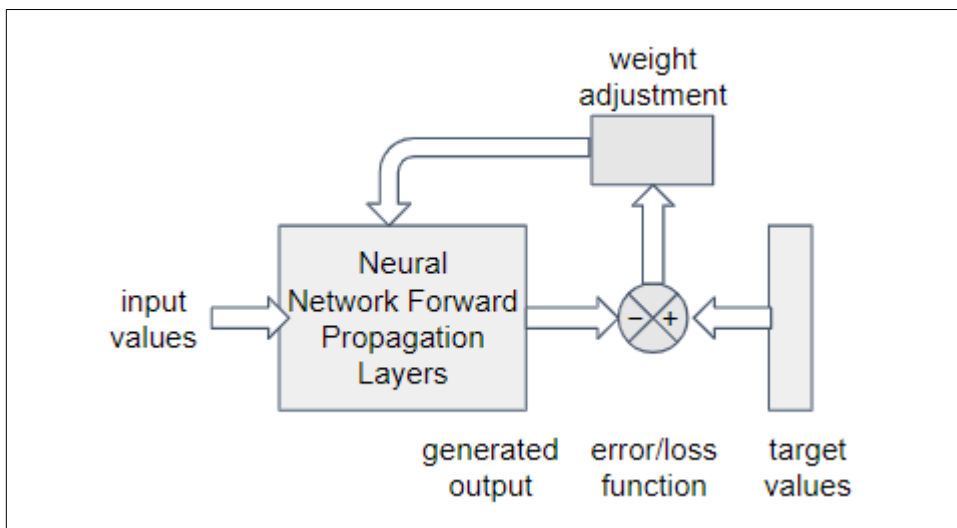 weight
adjustment
Neural
Network Forward
Propagation
Layers
input
values
− +
generated
output
error/loss
function
target
values